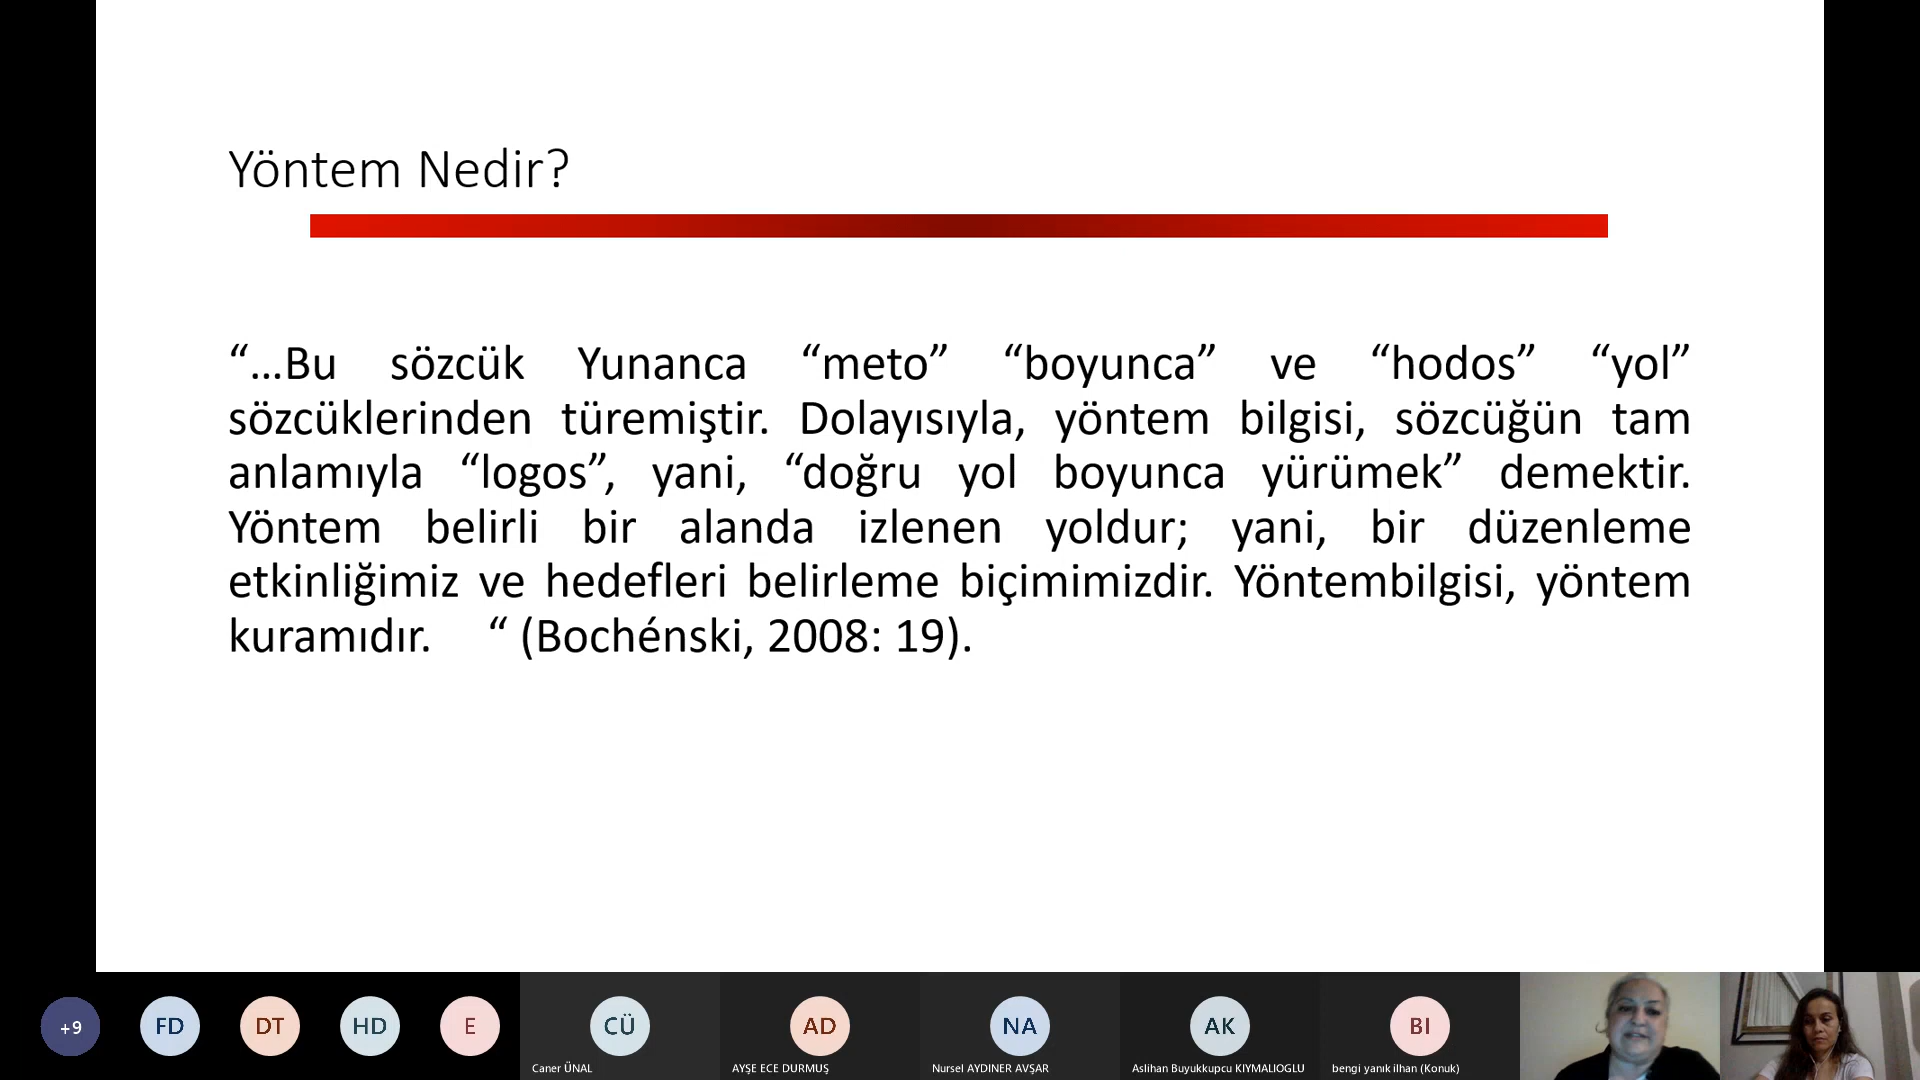 Yöntem Nedir?
“…Bu sözcük Yunanca “meto” “boyunca” ve “hodos” “yol”
sözcüklerinden türemiştir. Dolayısıyla, yöntem bilgisi, sözcüğün tam
anlamıyla “logos”, yani, “doğru yol boyunca yürümek” demektir.
Yöntem belirli bir alanda izlenen yoldur; yani, bir düzenleme
etkinliğimiz ve hedefleri belirleme biçimimizdir. Yöntembilgisi, yöntem
kuramıdır. “ (Bochénski, 2008: 19).
+9 FD DT HD E CÜ AD NA AK BI
Caner ÜNAL AYŞE ECE DURMUŞ Nursel AYDINER AVŞAR Aslihan Buyukkupcu KIYMALIOGLU bengi yanık ilhan (Konuk)